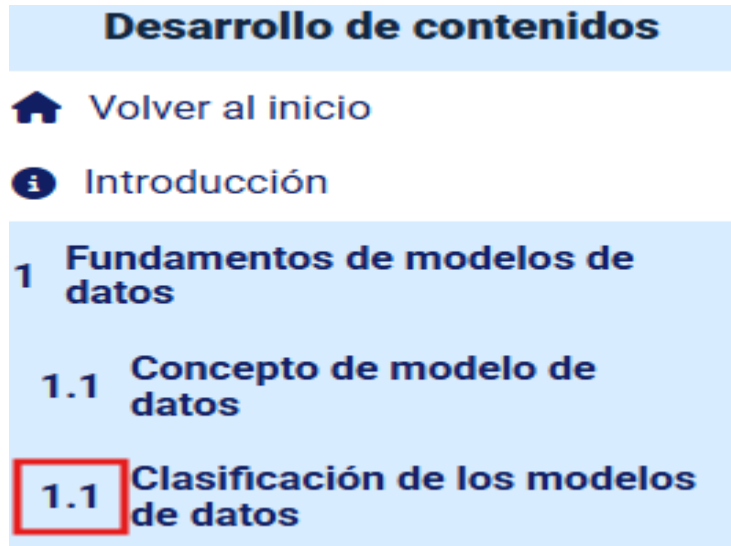 Desarrollo de contenidos
Volver al inicio
Introducción
1 Fundamentos de modelos de
datos
1.1 Concepto de modelo de
datos
1.1 Clasificación de los modelos
de datos